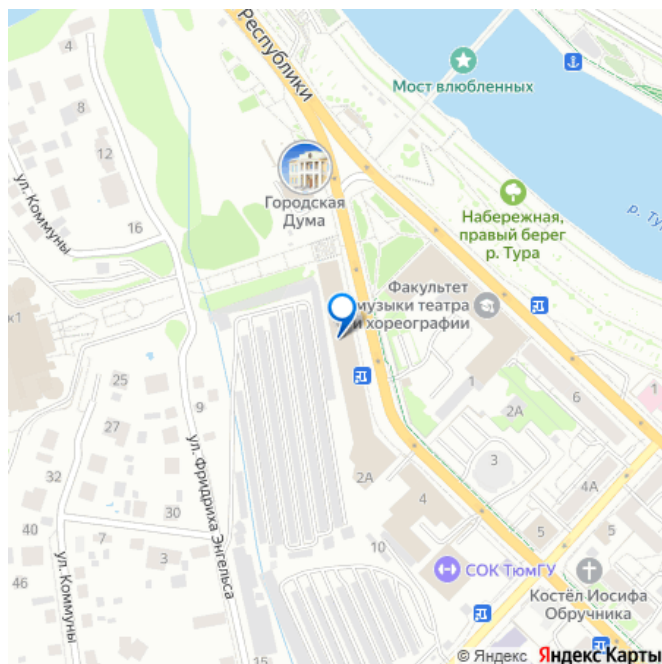 Республики
4
8
12
ул. Коммуны
16
Мост влюбленных
Городская
Дума
Набережная,
правый берег
р. Тура
р. Ту
Факультет
музыки театра
и хореографии
к1
25
27
9
32
30
40
7
3
46
ул. Коммуны
ул. Фридриха Энгельса
15
1
2А
6
1
3
2А
4
4А
5
5
10
СОК ТюмГУ
Костёл Иосифа
Обручника
© Яндекс Яндекс Карты